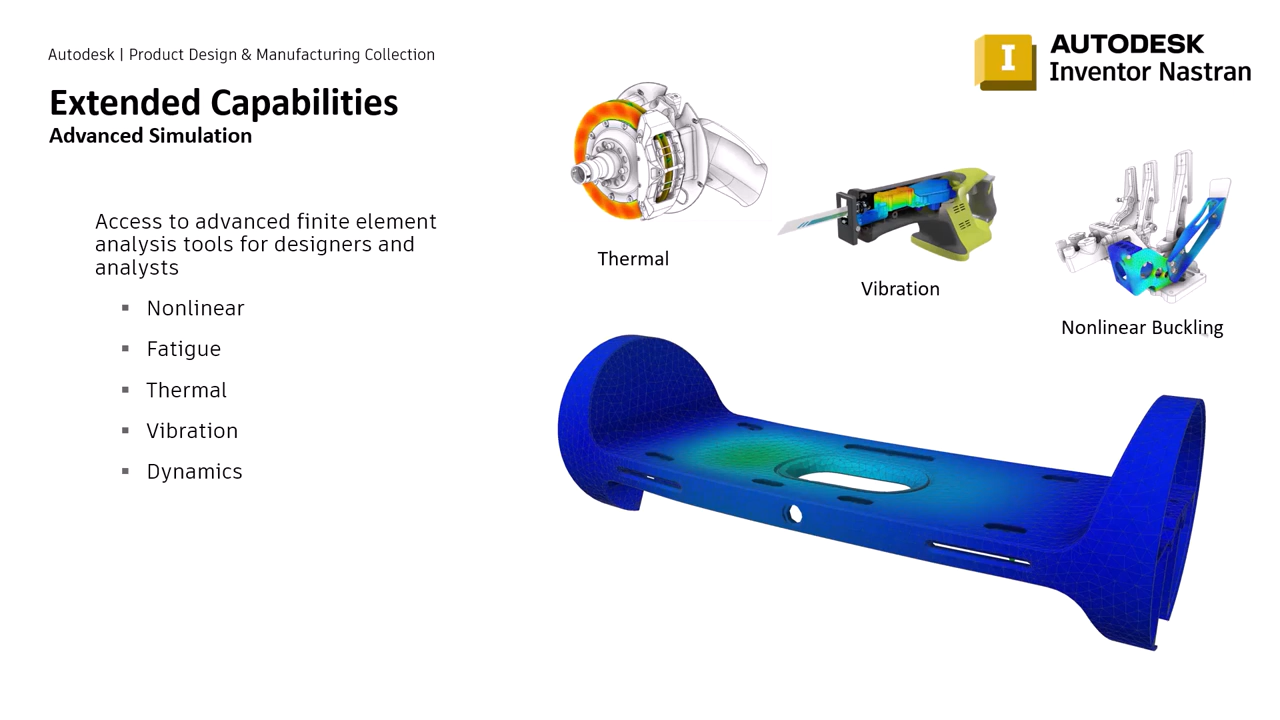 Autodesk | Product Design & Manufacturing Collection
Extended Capabilities
Advanced Simulation
I
AUTODESK
Inventor Nastran
Access to advanced finite element
analysis tools for designers and
analysts
▪ Nonlinear
▪ Fatigue
▪ Thermal
▪ Vibration
▪ Dynamics
Thermal
Vibration
Nonlinear Buckling